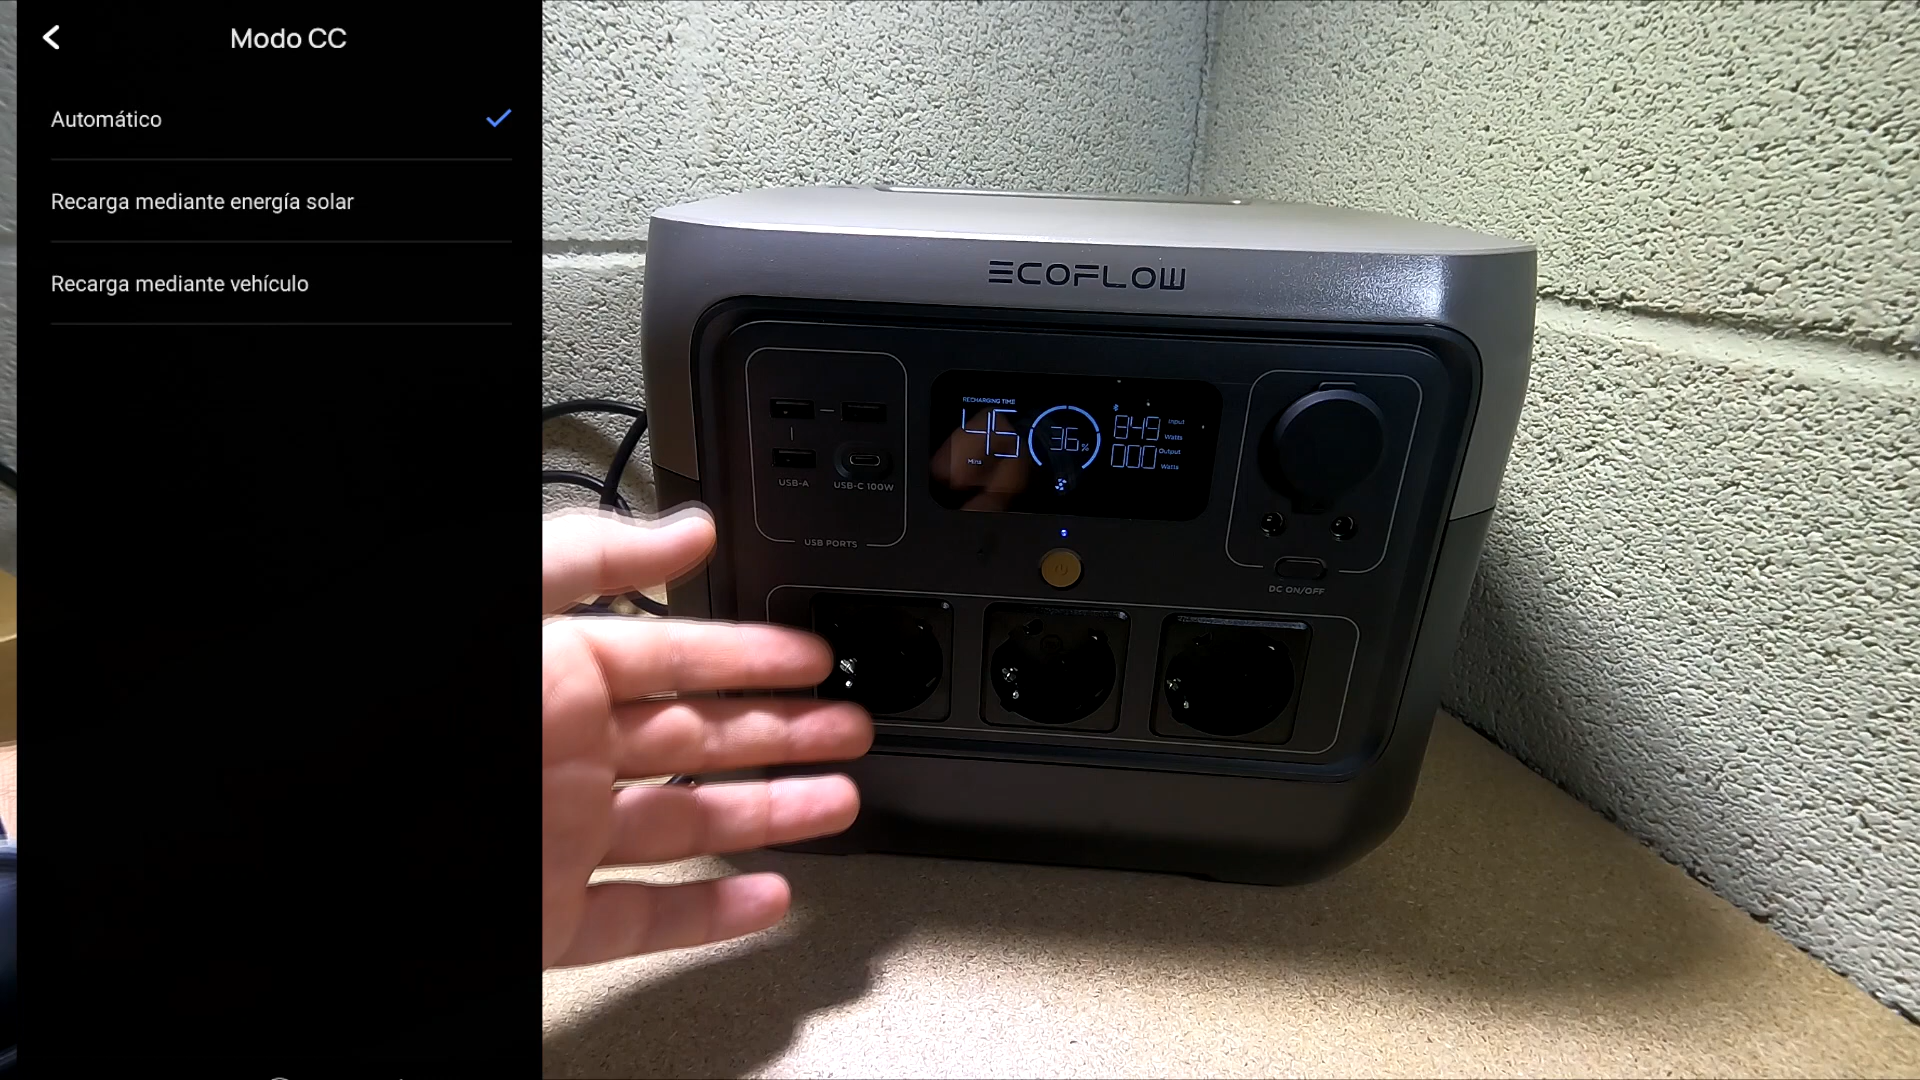 Modo CC
Automático
Recarga mediante energía solar
Recarga mediante vehículo
ECOFLOW
RECHARGING TIME
45
Mins
36 %
849 Input Watts
000 Output Watts
USB-A
USB-C 100W
USB PORTS
DC ON/OFF